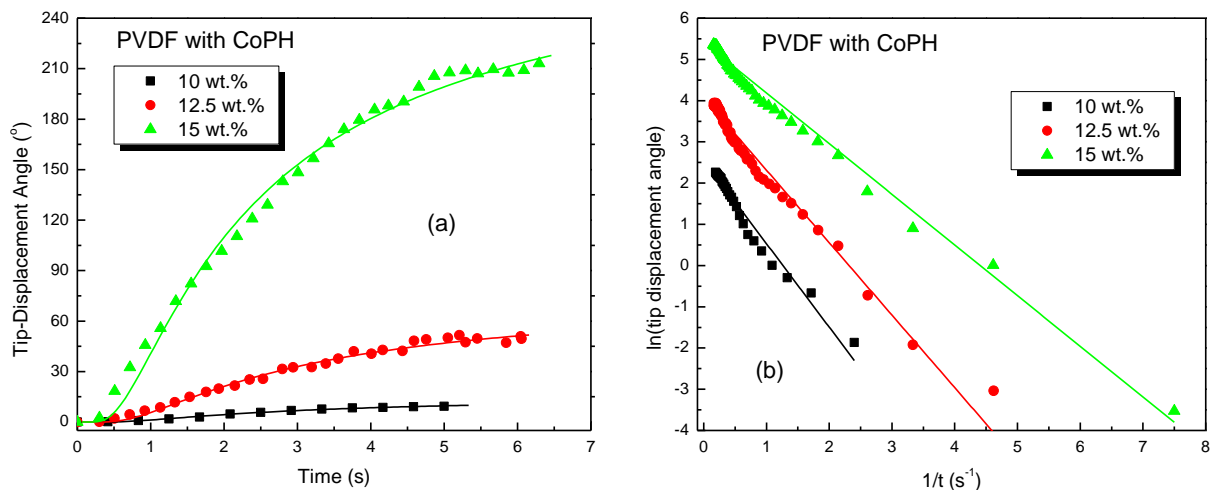 240
210
180
150
120
90
60
30
0
Tip-Displacement Angle (°)
PVDF with CoPH
10 wt.%
12.5 wt.%
15 wt.%
(a)
0 1 2 3 4 5 6 7
Time (s)
6
5
4
3
2
1
0
-1
-2
-3
-4
ln(tip displacement angle)
PVDF with CoPH
10 wt.%
12.5 wt.%
15 wt.%
(b)
0 1 2 3 4 5 6 7 8
1/t (s⁻¹)